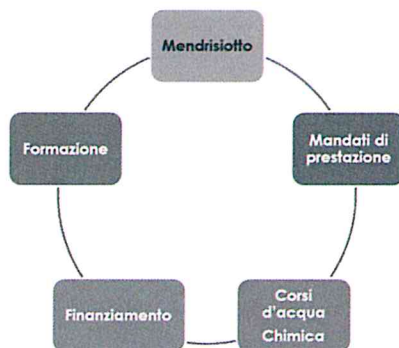 Mendrisiotto
Formazione
Mandati di
prestazione
Finanziamento
Corsi
d'acqua
Chimica